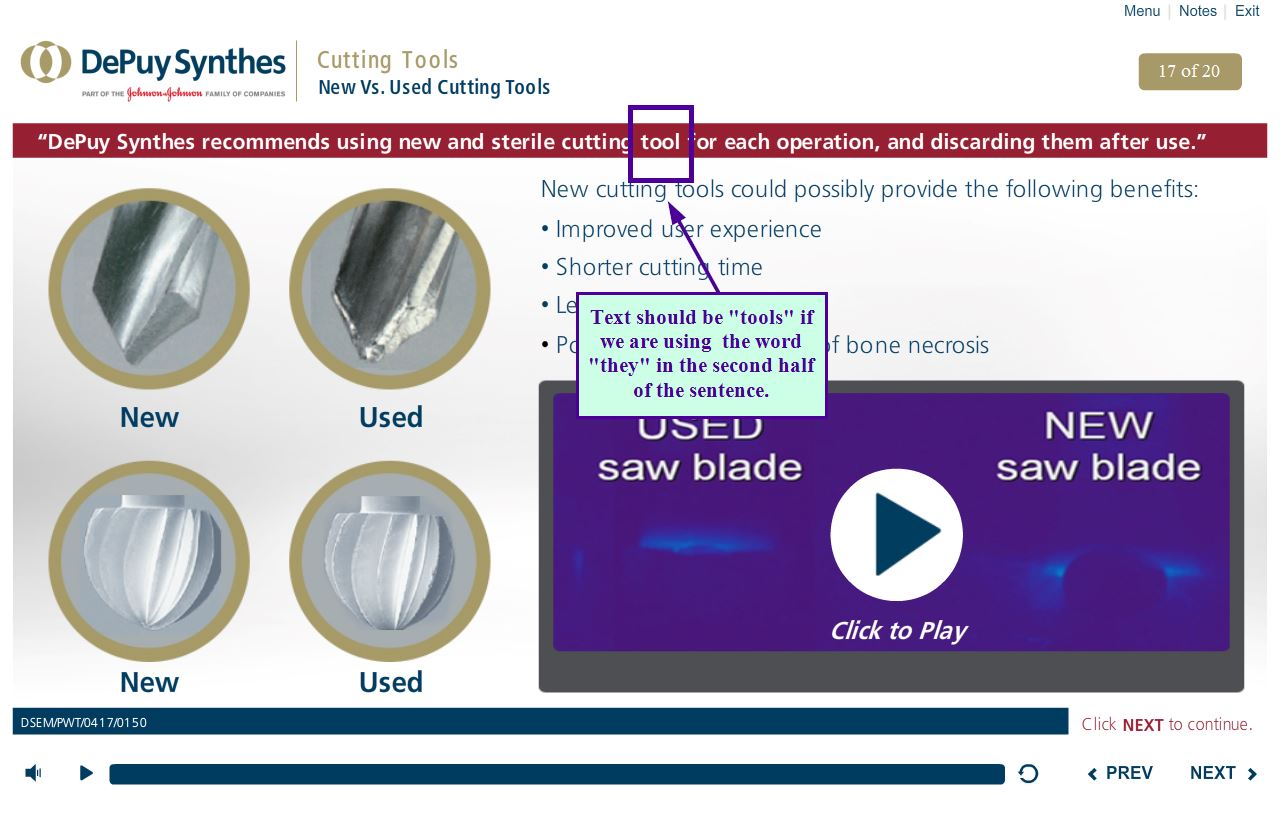 Menu | Notes | Exit
DePuy Synthes
PART OF THE Johnson & Johnson FAMILY OF COMPANIES
Cutting Tools
New Vs. Used Cutting Tools
17 of 20
“DePuy Synthes recommends using new and sterile cutting tool for each operation, and discarding them after use.”
New cutting tools could possibly provide the following benefits:
• Improved user experience
• Shorter cutting time
• Le
• Po of bone necrosis
Text should be "tools" if
we are using the word
"they" in the second half
of the sentence.
New
Used
New
Used
USED
saw blade
NEW
saw blade
Click to Play
DSEM/PWT/0417/0150
Click NEXT to continue.
PREV
NEXT